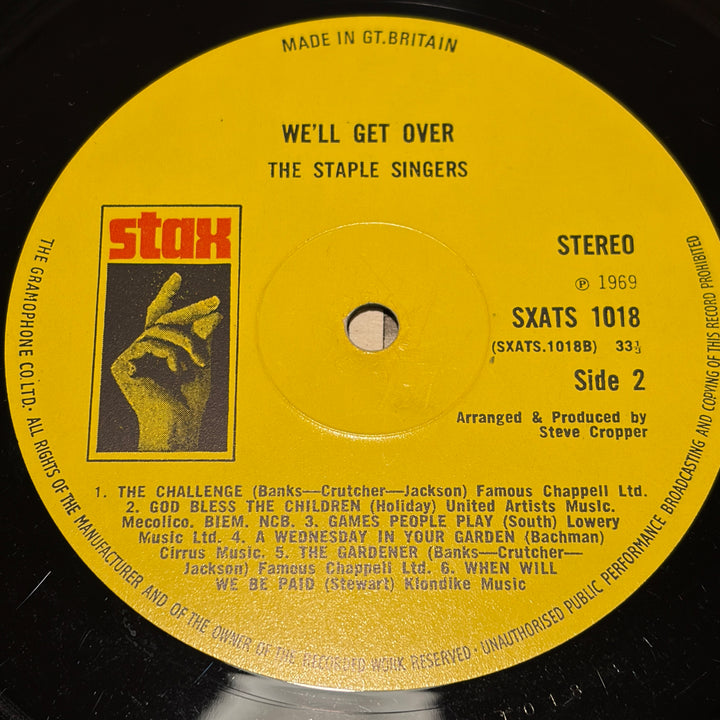 MADE IN GT. BRITAIN
WE'LL GET OVER
THE STAPLE SINGERS
stax
STEREO
Ⓟ 1969
SXATS 1018
(SXATS.1018B) 33⅓
Side 2
Arranged & Produced by
Steve Cropper
1. THE CHALLENGE (Banks—Crutcher—Jackson) Famous Chappell Ltd.
2. GOD BLESS THE CHILDREN (Holiday) United Artists Music.
Mecolico. BIEM. NCB. 3. GAMES PEOPLE PLAY (South) Lowery
Music Ltd. 4. A WEDNESDAY IN YOUR GARDEN (Bachman)
Cirrus Music. 5. THE GARDENER (Banks—Crutcher—
Jackson) Famous Chappell Ltd. 6. WHEN WILL
WE BE PAID (Stewart) Klondike Music
THE GRAMOPHONE CO. LTD. · ALL RIGHTS OF THE MANUFACTURER AND OF THE OWNER OF THE RECORDED WORK RESERVED · UNAUTHORISED PUBLIC PERFORMANCE BROADCASTING AND COPYING OF THIS RECORD PROHIBITED